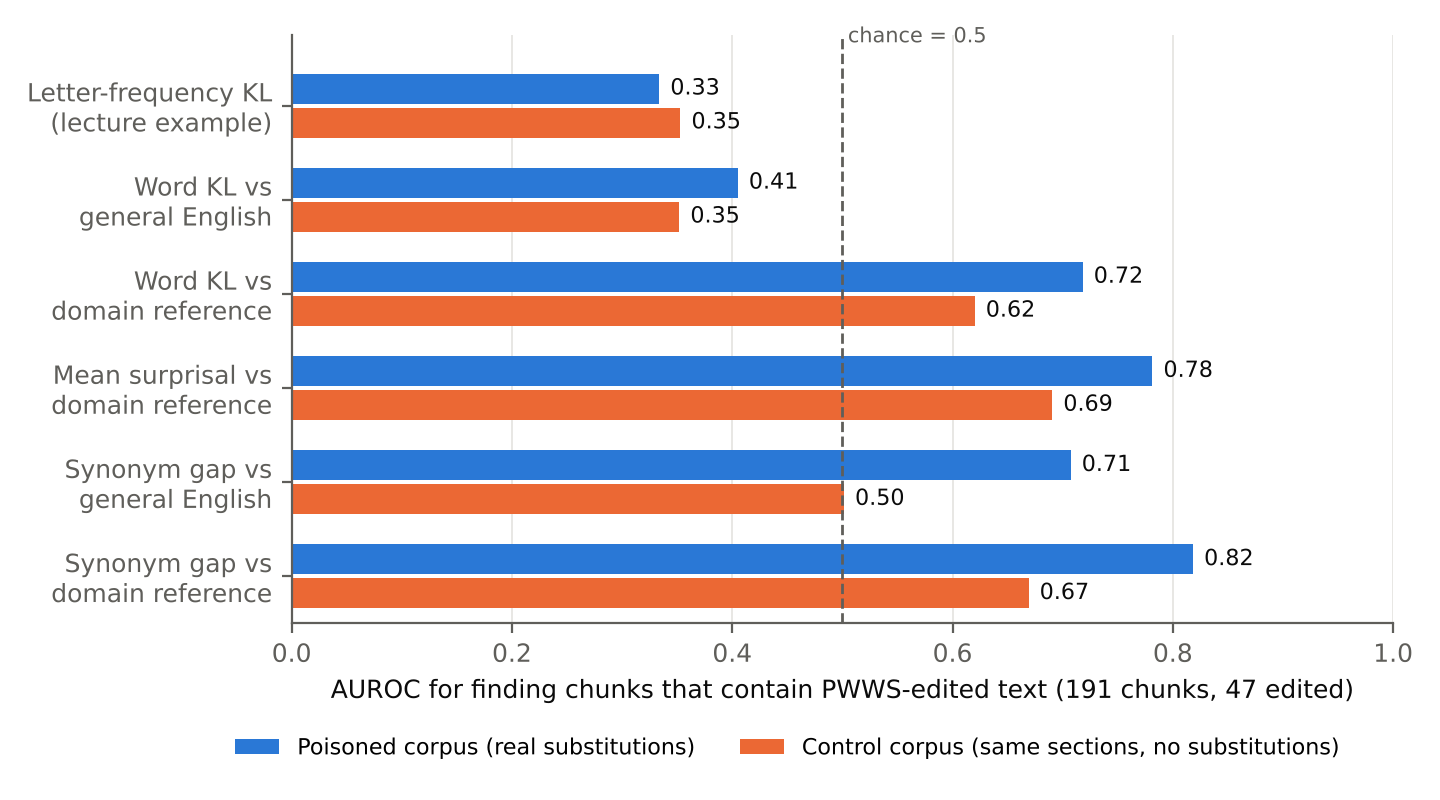 chance = 0.5
Letter-frequency KL
(lecture example)
0.33
0.35
Word KL vs
general English
0.41
0.35
Word KL vs
domain reference
0.72
0.62
Mean surprisal vs
domain reference
0.78
0.69
Synonym gap vs
general English
0.71
0.50
Synonym gap vs
domain reference
0.82
0.67
0.0 0.2 0.4 0.6 0.8 1.0
AUROC for finding chunks that contain PWWS-edited text (191 chunks, 47 edited)
Poisoned corpus (real substitutions) Control corpus (same sections, no substitutions)